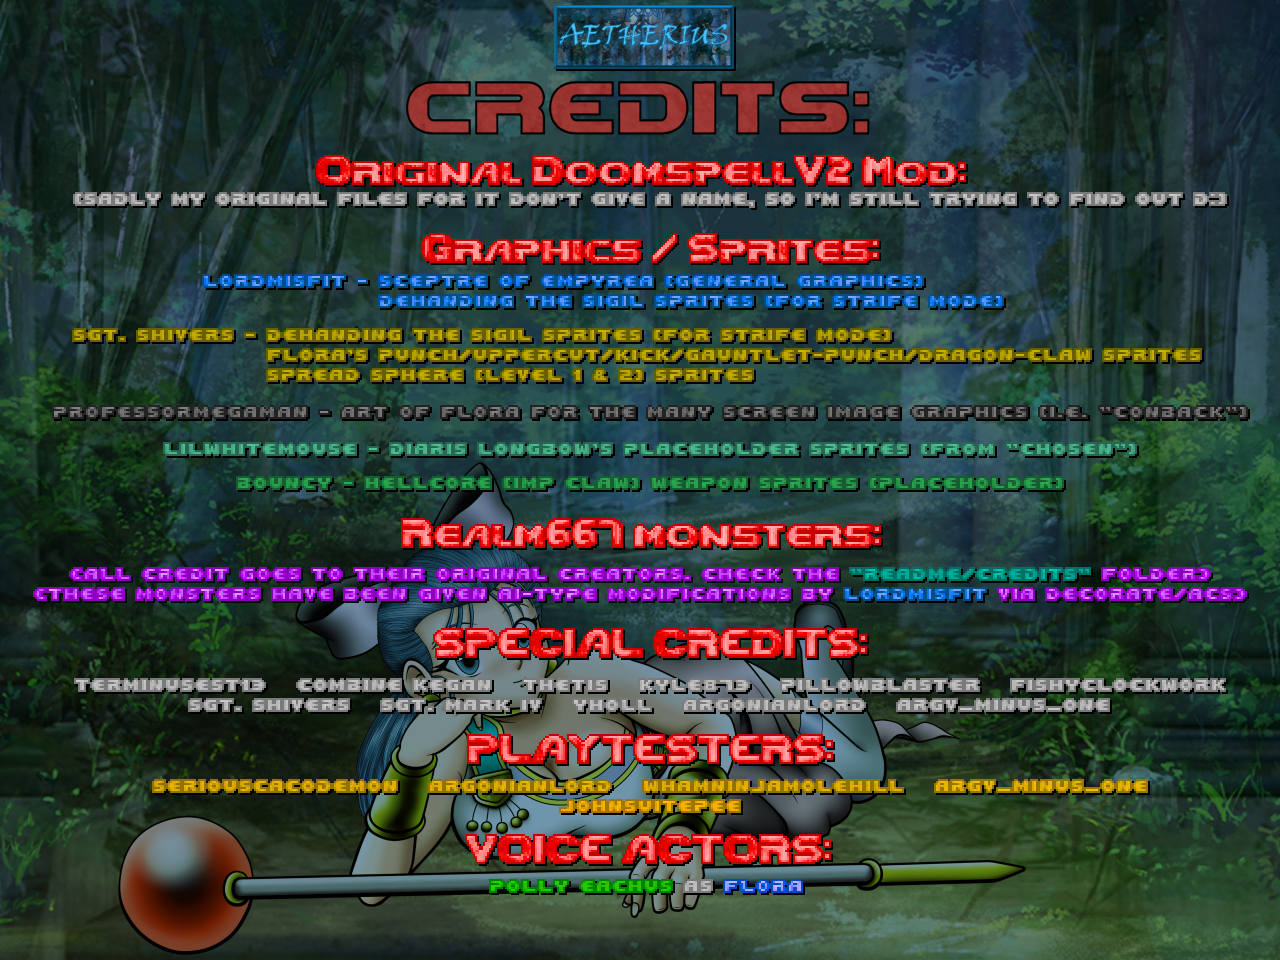 AETHERIUS
CREDITS:
Original DoomspellV2 Mod:
(SADLY MY ORIGINAL FILES FOR IT DON'T GIVE A NAME, SO I'M STILL TRYING TO FIND OUT D:)
Graphics / Sprites:
LORDMISFIT - SCEPTRE OF EMPYREA (GENERAL GRAPHICS)
DEHANDING THE SIGIL SPRITES (FOR STRIFE MODE)
SGT. SHIVERS - DEHANDING THE SIGIL SPRITES (FOR STRIFE MODE)
FLORA'S PUNCH/UPPERCUT/KICK/GAUNTLET-PUNCH/DRAGON-CLAW SPRITES
SPREAD SPHERE (LEVEL 1 & 2) SPRITES
PROFESSORMEGAMAN - ART OF FLORA FOR THE MANY SCREEN IMAGE GRAPHICS (I.E. "CONBACK")
LILWHITEMOUSE - DIARIS LONGBOW'S PLACEHOLDER SPRITES (FROM "CHOSEN")
BOUNCY - HELLCORE (IMP CLAW) WEAPON SPRITES (PLACEHOLDER)
Realm667 monsters:
(ALL CREDIT GOES TO THEIR ORIGINAL CREATORS. CHECK THE "README/CREDITS" FOLDER)
(THESE MONSTERS HAVE BEEN GIVEN AI-TYPE MODIFICATIONS BY LORDMISFIT VIA DECORATE/ACS)
SPECIAL CREDITS:
TERMINUSEST13 COMBINE KEGAN THETIS KYLE873 PILLOWBLASTER FISHYCLOCKWORK
SGT. SHIVERS SGT. MARK IV YHOLL ARGONIANLORD ARGV_MINUS_ONE
PLAYTESTERS:
SERIOUSCACODEMON ARGONIANLORD WHAMNINJAMOLEHILL ARGV_MINUS_ONE
JOHNSUITEPEE
VOICE ACTORS:
POLLY EACHUS AS FLORA